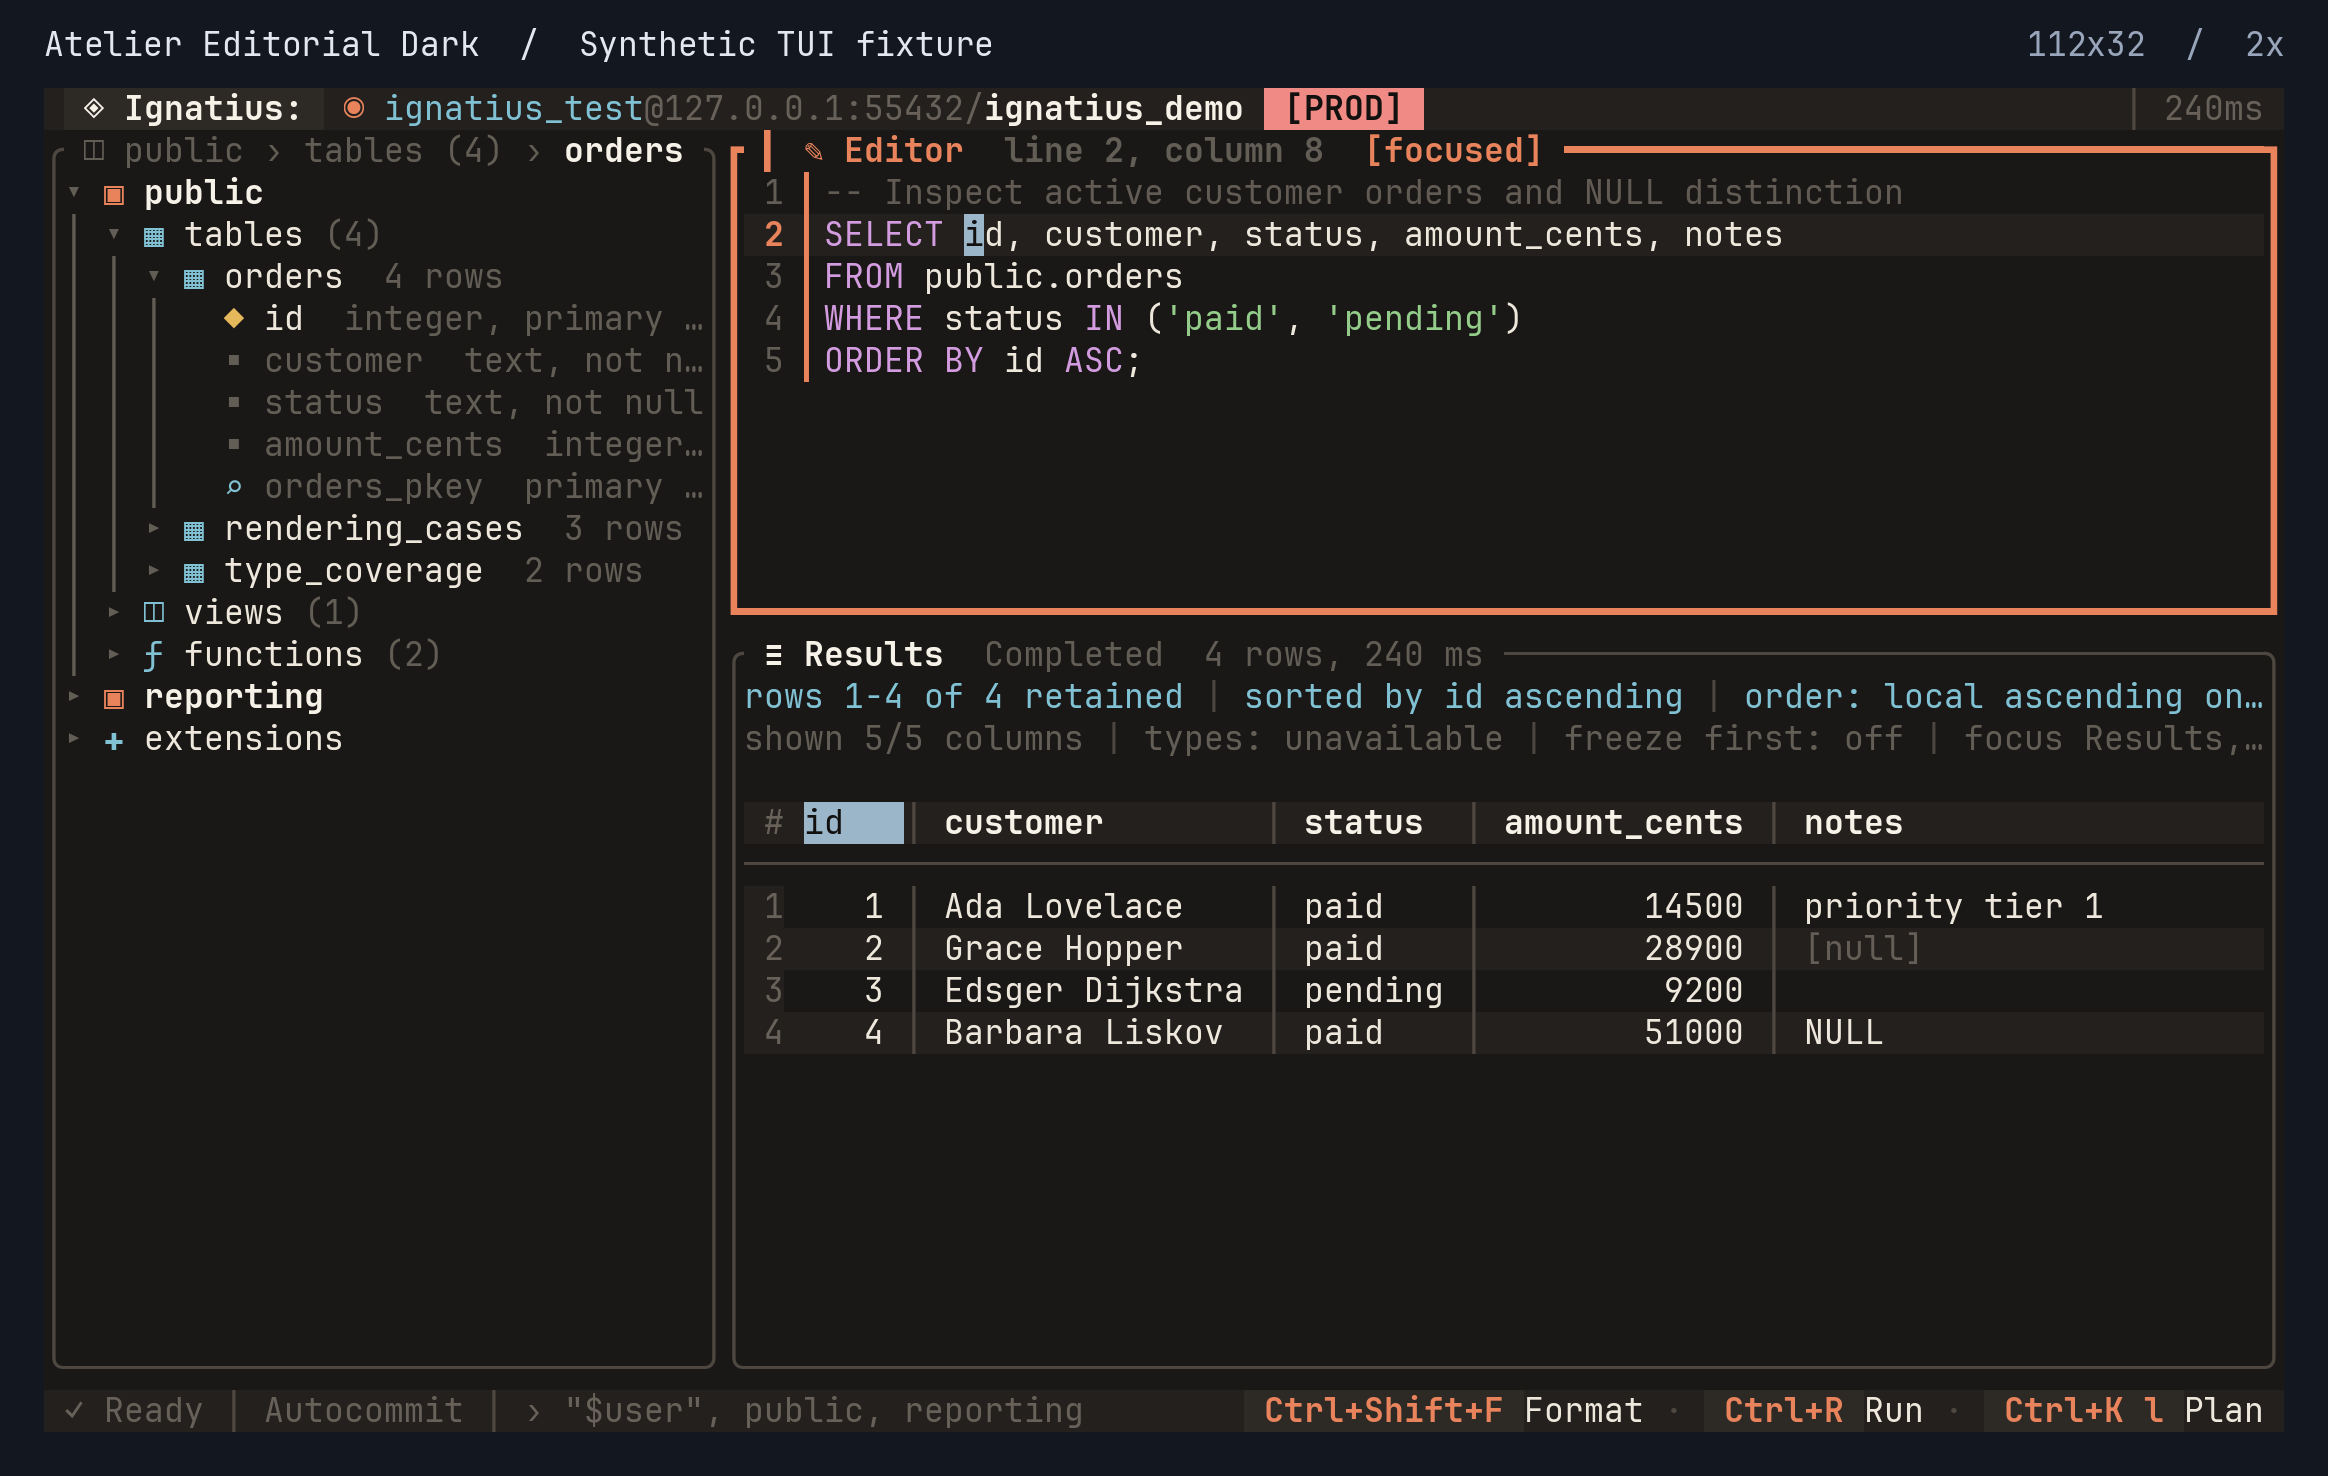 Atelier Editorial Dark / Synthetic TUI fixture
112x32 / 2x
◈ Ignatius: ◉ ignatius_test@127.0.0.1:55432/ignatius_demo [PROD] │ 240ms
public › tables (4) › orders
▾ public
▾ tables (4)
▾ orders 4 rows
id integer, primary …
customer text, not n…
status text, not null
amount_cents integer…
orders_pkey primary …
▸ rendering_cases 3 rows
▸ type_coverage 2 rows
▸ views (1)
▸ ƒ functions (2)
▸ reporting
▸ extensions
✎ Editor line 2, column 8 [focused]
1 -- Inspect active customer orders and NULL distinction
2 SELECT id, customer, status, amount_cents, notes
3 FROM public.orders
4 WHERE status IN ('paid', 'pending')
5 ORDER BY id ASC;
≡ Results Completed 4 rows, 240 ms
rows 1-4 of 4 retained │ sorted by id ascending │ order: local ascending on…
shown 5/5 columns │ types: unavailable │ freeze first: off │ focus Results,…
# id │ customer │ status │ amount_cents │ notes
1 1 │ Ada Lovelace │ paid │ 14500 │ priority tier 1
2 2 │ Grace Hopper │ paid │ 28900 │ [null]
3 3 │ Edsger Dijkstra │ pending │ 9200 │
4 4 │ Barbara Liskov │ paid │ 51000 │ NULL
✓ Ready │ Autocommit │ › "$user", public, reporting
Ctrl+Shift+F Format · Ctrl+R Run · Ctrl+K l Plan